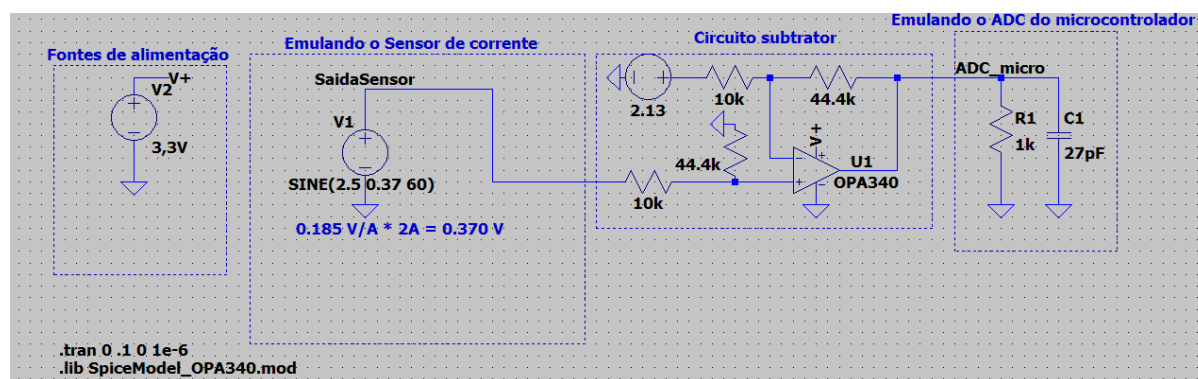 Emulando o ADC do microcontrolador
Fontes de alimentação
Emulando o Sensor de corrente
Circuito subtrator
V+
V2
3,3V
SaidaSensor
V1
SINE(2.5 0.37 60)
0.185 V/A * 2A = 0.370 V
2.13
10k
44.4k
44.4k
10k
V+
U1
OPA340
ADC_micro
R1
1k
C1
27pF
.tran 0 .1 0 1e-6
.lib SpiceModel_OPA340.mod